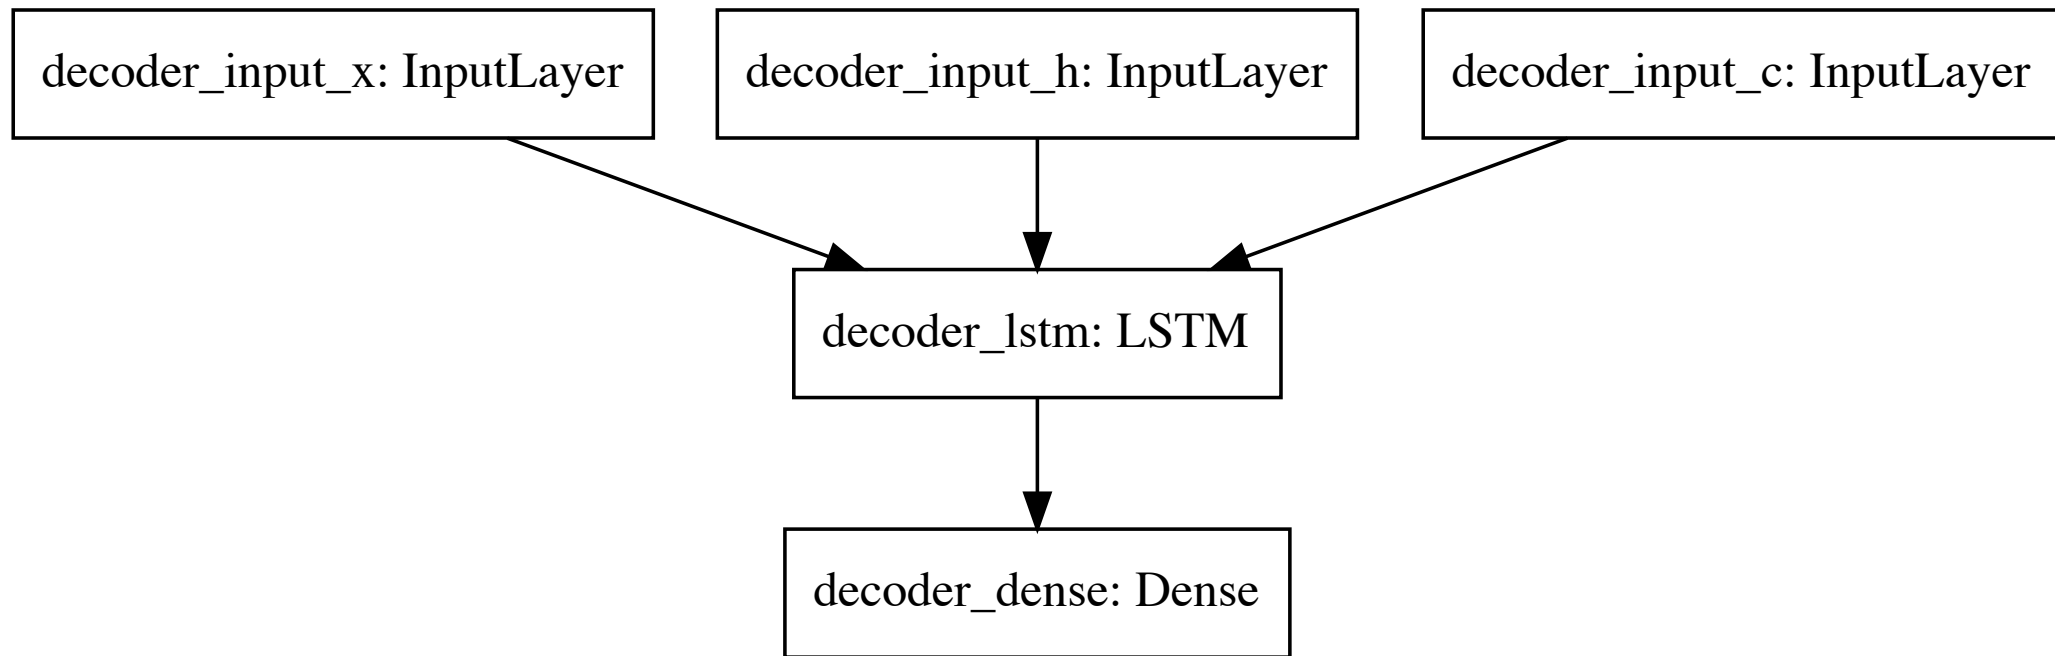 decoder_input_x: InputLayer
decoder_input_h: InputLayer
decoder_input_c: InputLayer
decoder_lstm: LSTM
decoder_dense: Dense